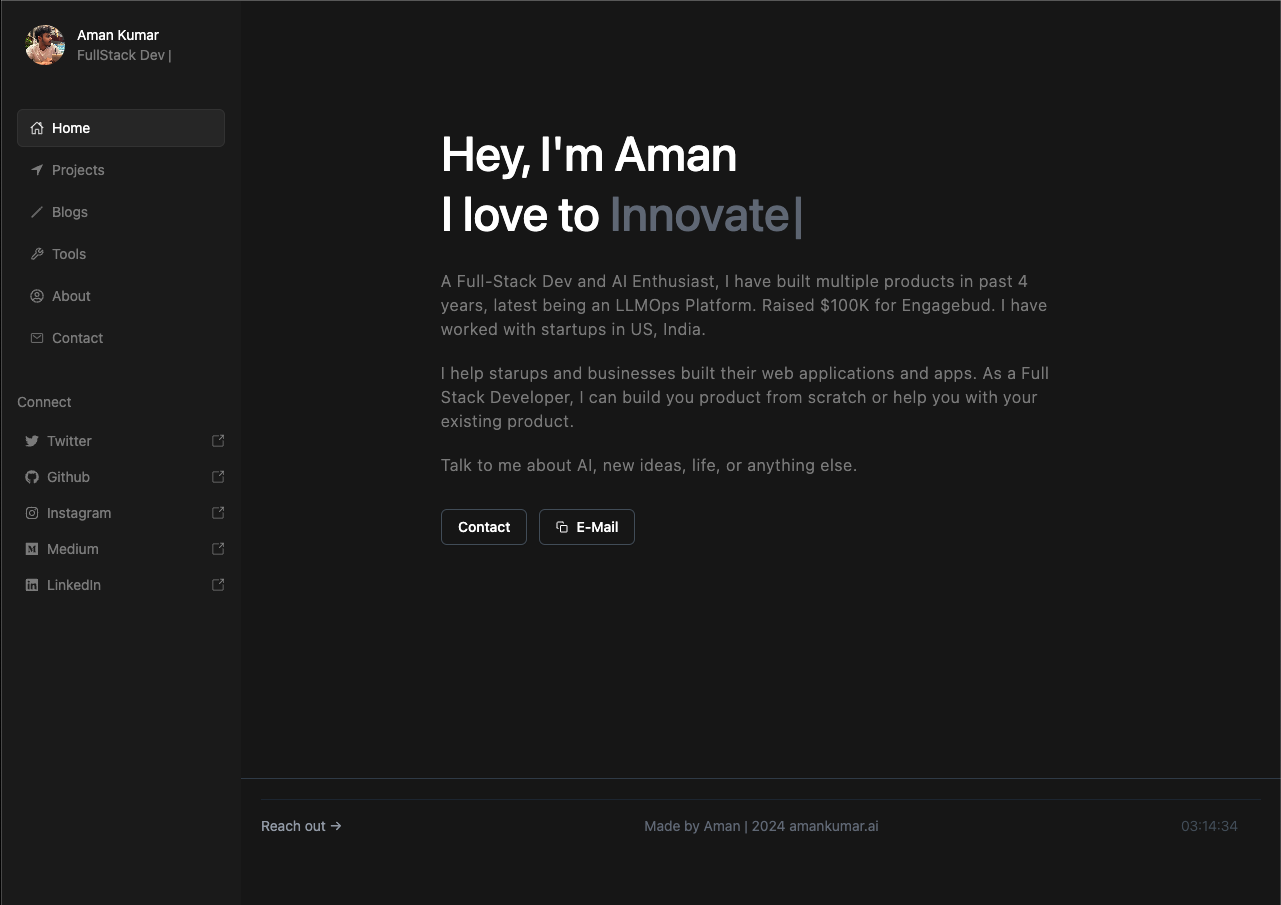 Aman Kumar
FullStack Dev |
Home
Projects
Blogs
Tools
About
Contact
Connect
Twitter
Github
Instagram
Medium
LinkedIn
Hey, I'm Aman
I love to Innovate|
A Full-Stack Dev and AI Enthusiast, I have built multiple products in past 4
years, latest being an LLMOps Platform. Raised $100K for Engagebud. I have
worked with startups in US, India.
I help starups and businesses built their web applications and apps. As a Full
Stack Developer, I can build you product from scratch or help you with your
existing product.
Talk to me about AI, new ideas, life, or anything else.
Contact
E-Mail
Reach out →
Made by Aman | 2024 amankumar.ai
03:14:34